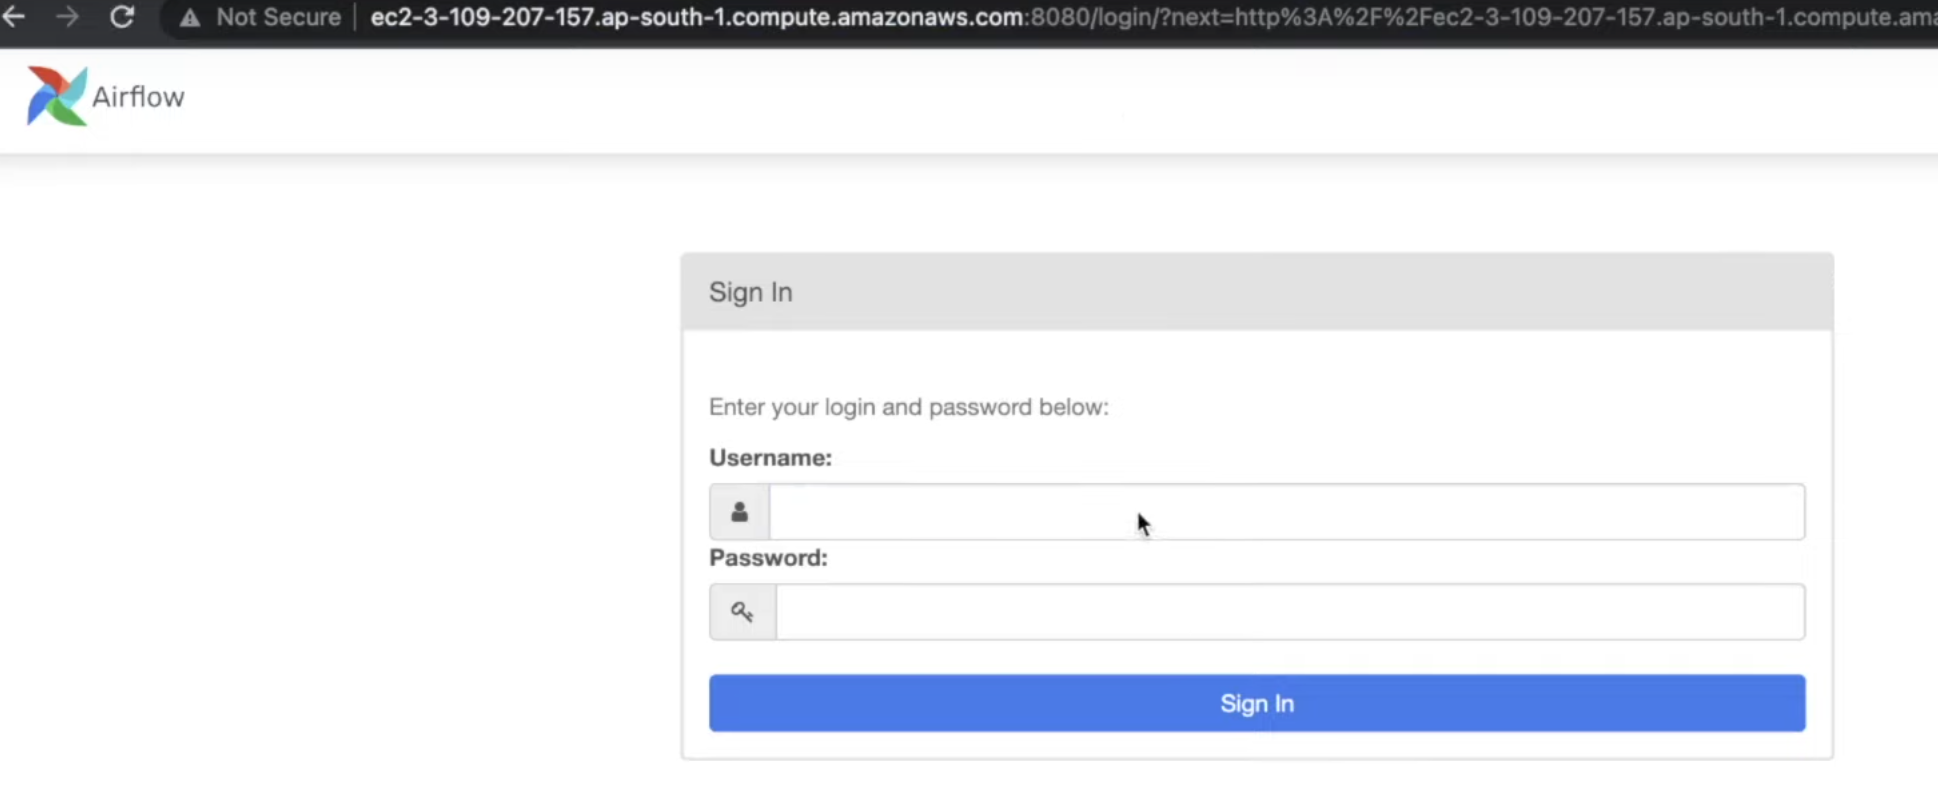 Not Secure ec2-3-109-207-157.ap-south-1.compute.amazonaws.com:8080/login/?next=http%3A%2F%2Fec2-3-109-207-157.ap-south-1.compute.ama
Airflow
Sign In
Enter your login and password below:
Username:
Password:
Sign In